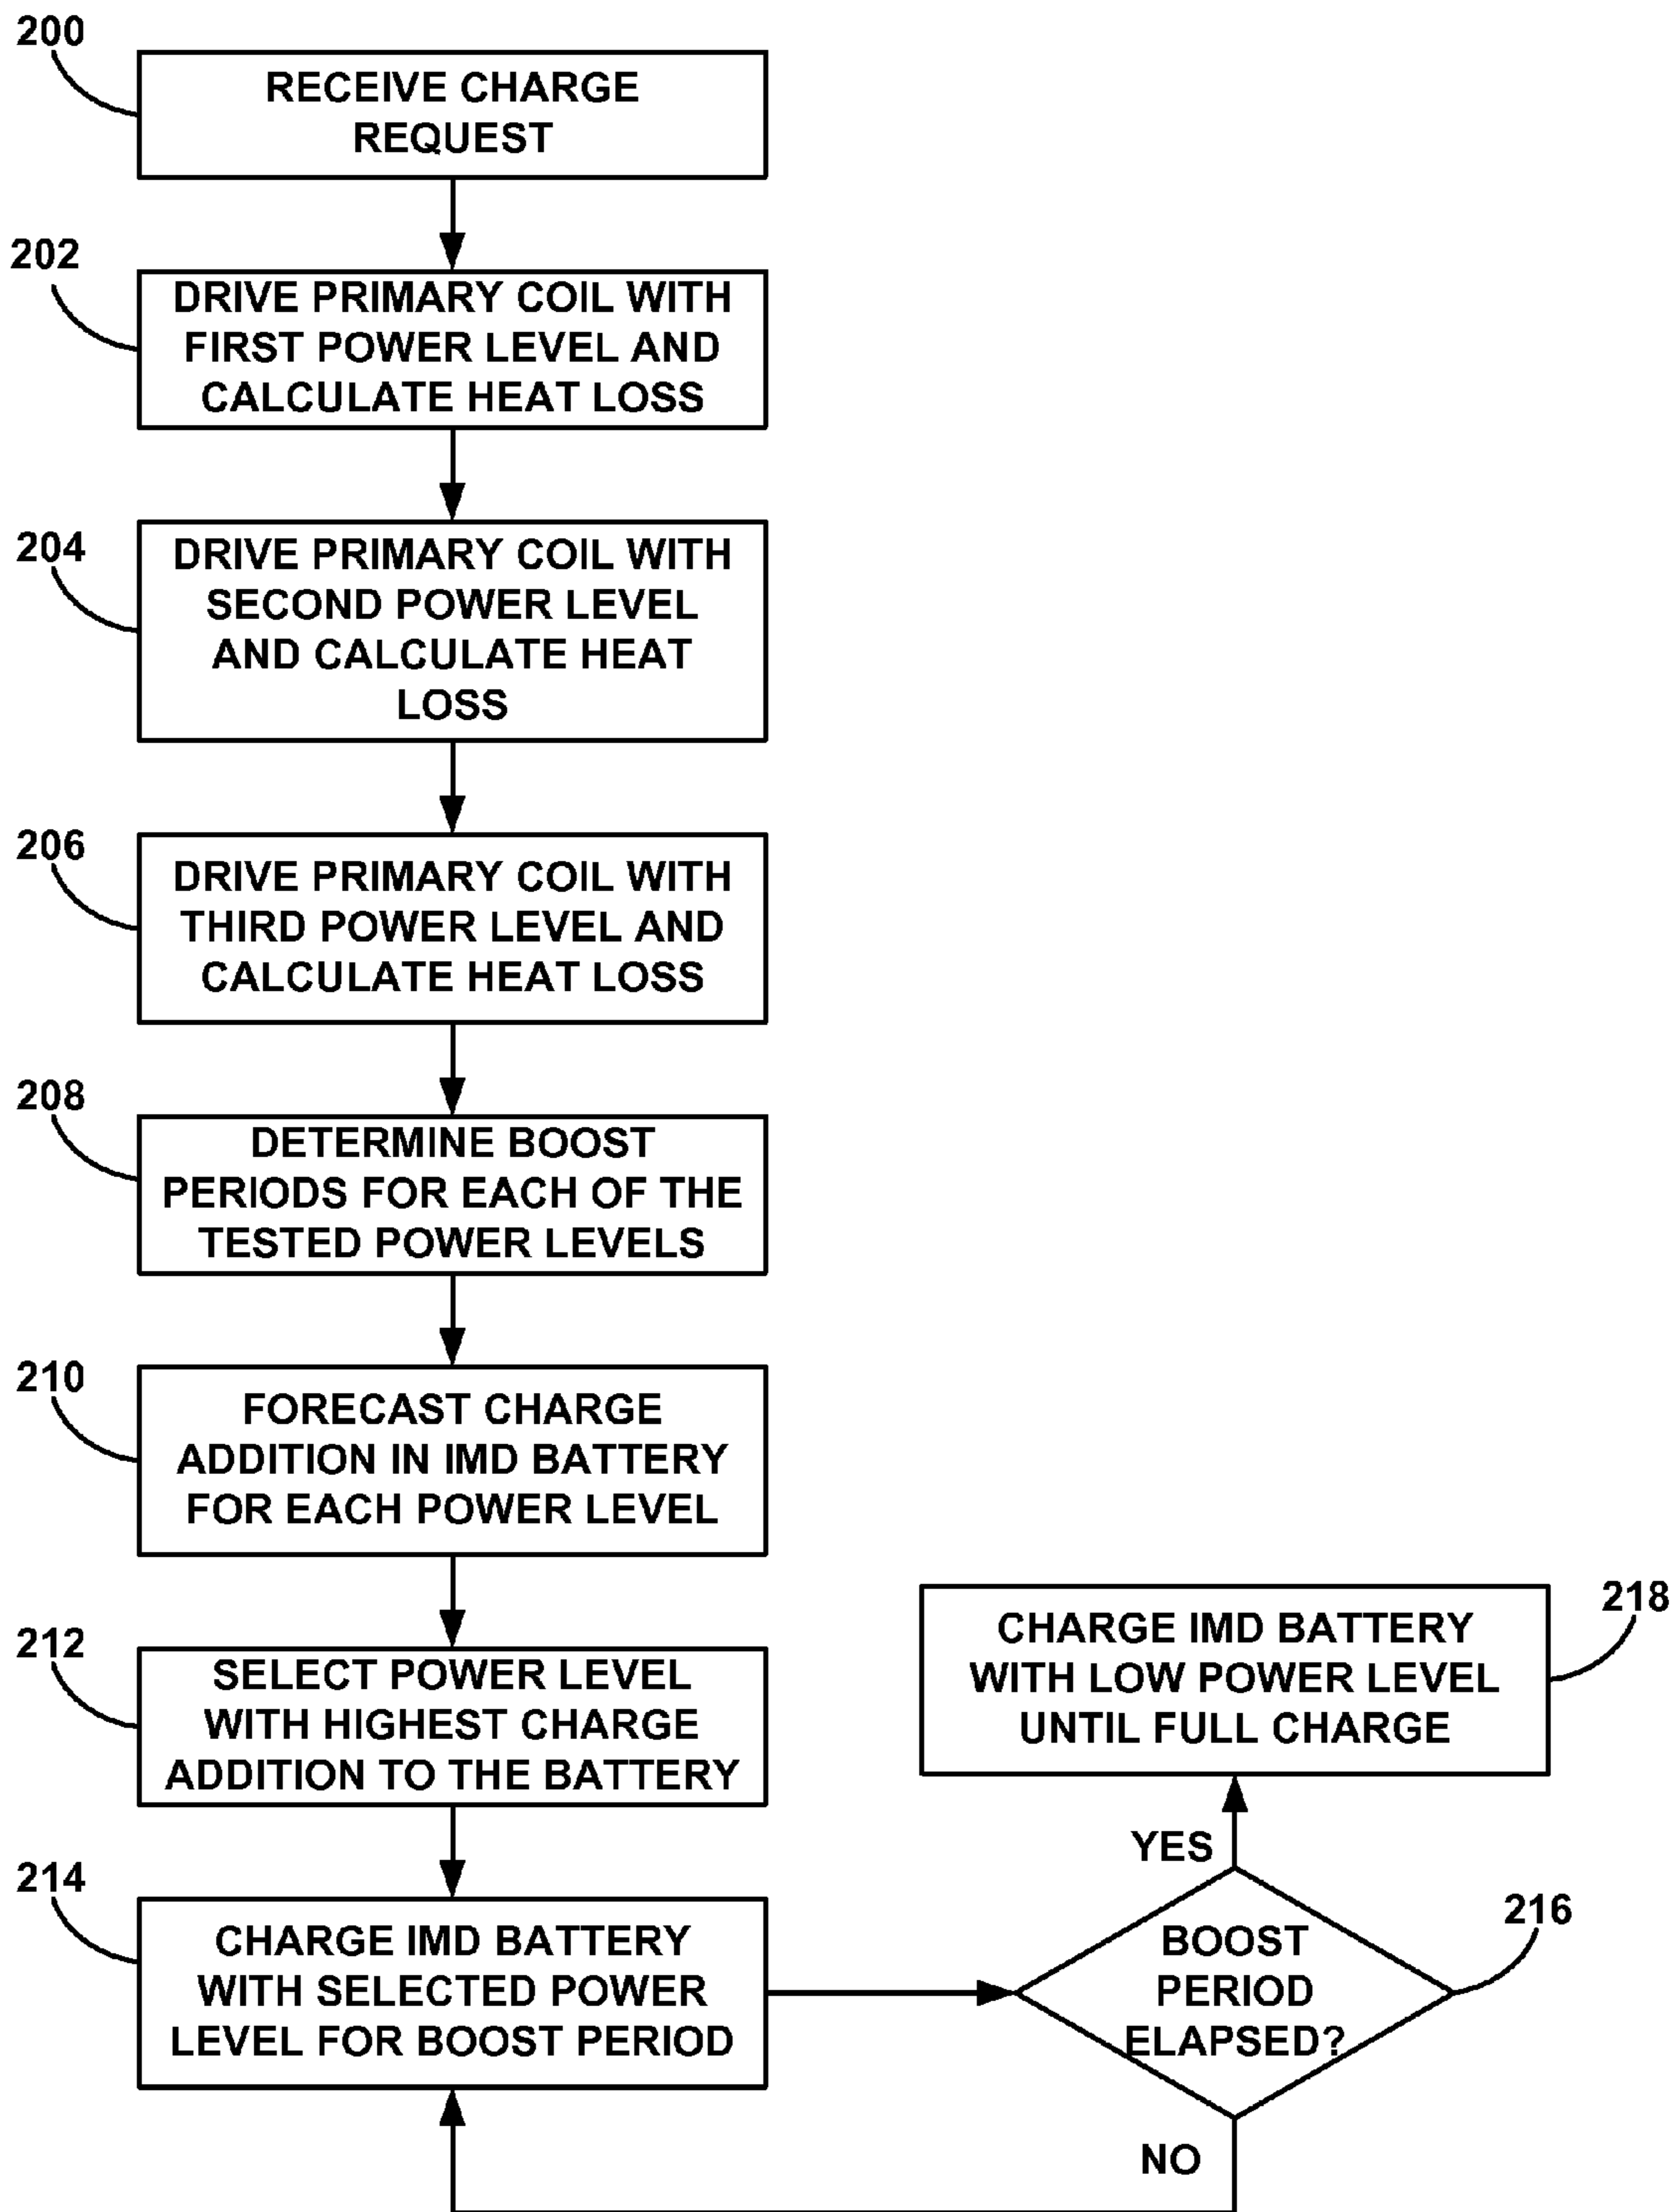 200
RECEIVE CHARGE
REQUEST
202
DRIVE PRIMARY COIL WITH
FIRST POWER LEVEL AND
CALCULATE HEAT LOSS
204
DRIVE PRIMARY COIL WITH
SECOND POWER LEVEL
AND CALCULATE HEAT
LOSS
206
DRIVE PRIMARY COIL WITH
THIRD POWER LEVEL AND
CALCULATE HEAT LOSS
208
DETERMINE BOOST
PERIODS FOR EACH OF THE
TESTED POWER LEVELS
210
FORECAST CHARGE
ADDITION IN IMD BATTERY
FOR EACH POWER LEVEL
212
SELECT POWER LEVEL
WITH HIGHEST CHARGE
ADDITION TO THE BATTERY
214
CHARGE IMD BATTERY
WITH SELECTED POWER
LEVEL FOR BOOST PERIOD
216
BOOST
PERIOD
ELAPSED?
NO
YES
218
CHARGE IMD BATTERY
WITH LOW POWER LEVEL
UNTIL FULL CHARGE